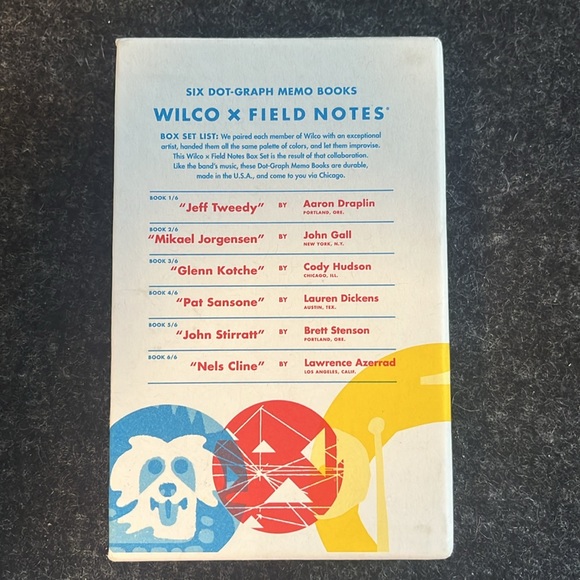 SIX DOT-GRAPH MEMO BOOKS
WILCO × FIELD NOTES®
BOX SET LIST: We paired each member of Wilco with an exceptional
artist, handed them all the same palette of colors, and let them improvise.
This Wilco × Field Notes Box Set is the result of that collaboration.
Like the band's music, these Dot-Graph Memo Books are durable,
made in the U.S.A., and come to you via Chicago.
BOOK 1/6
“Jeff Tweedy” BY Aaron Draplin
PORTLAND, ORE.
BOOK 2/6
“Mikael Jorgensen” BY John Gall
NEW YORK, N.Y.
BOOK 3/6
“Glenn Kotche” BY Cody Hudson
CHICAGO, ILL.
BOOK 4/6
“Pat Sansone” BY Lauren Dickens
AUSTIN, TEX.
BOOK 5/6
“John Stirratt” BY Brett Stenson
PORTLAND, ORE.
BOOK 6/6
“Nels Cline” BY Lawrence Azerrad
LOS ANGELES, CALIF.